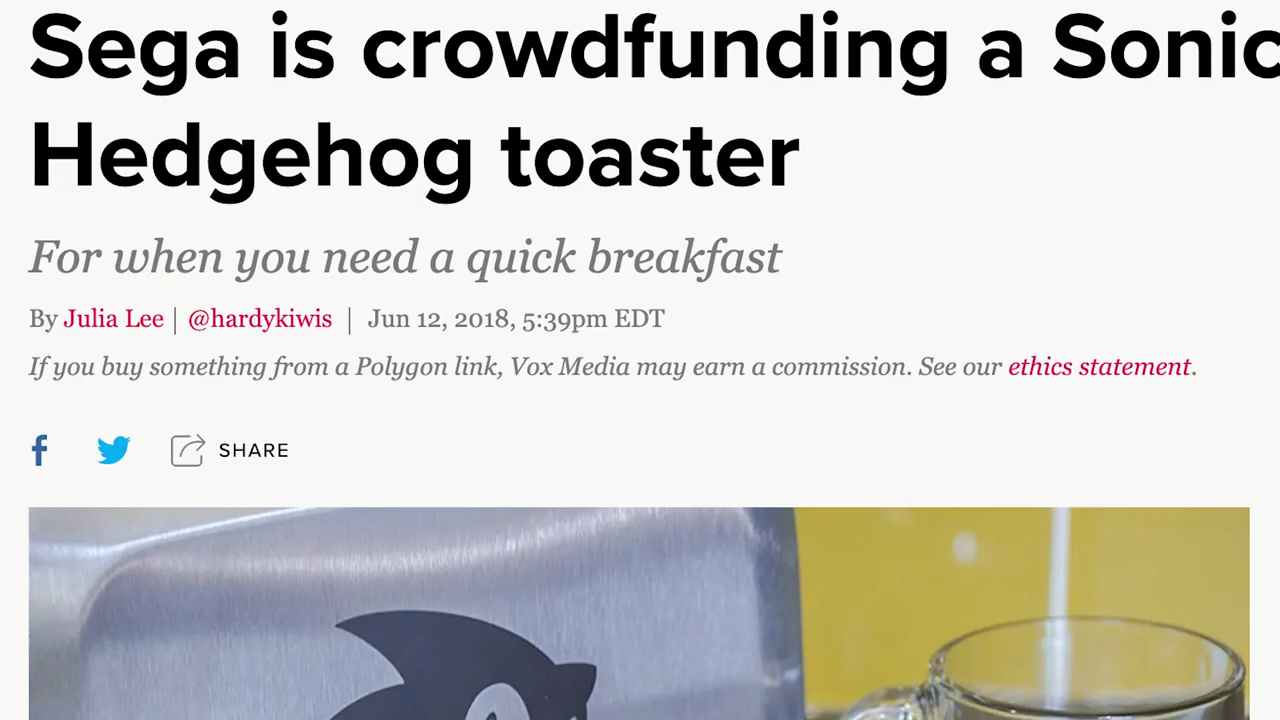 Sega is crowdfunding a Sonic
Hedgehog toaster
For when you need a quick breakfast
By Julia Lee | @hardykiwis | Jun 12, 2018, 5:39pm EDT
If you buy something from a Polygon link, Vox Media may earn a commission. See our ethics statement.
SHARE